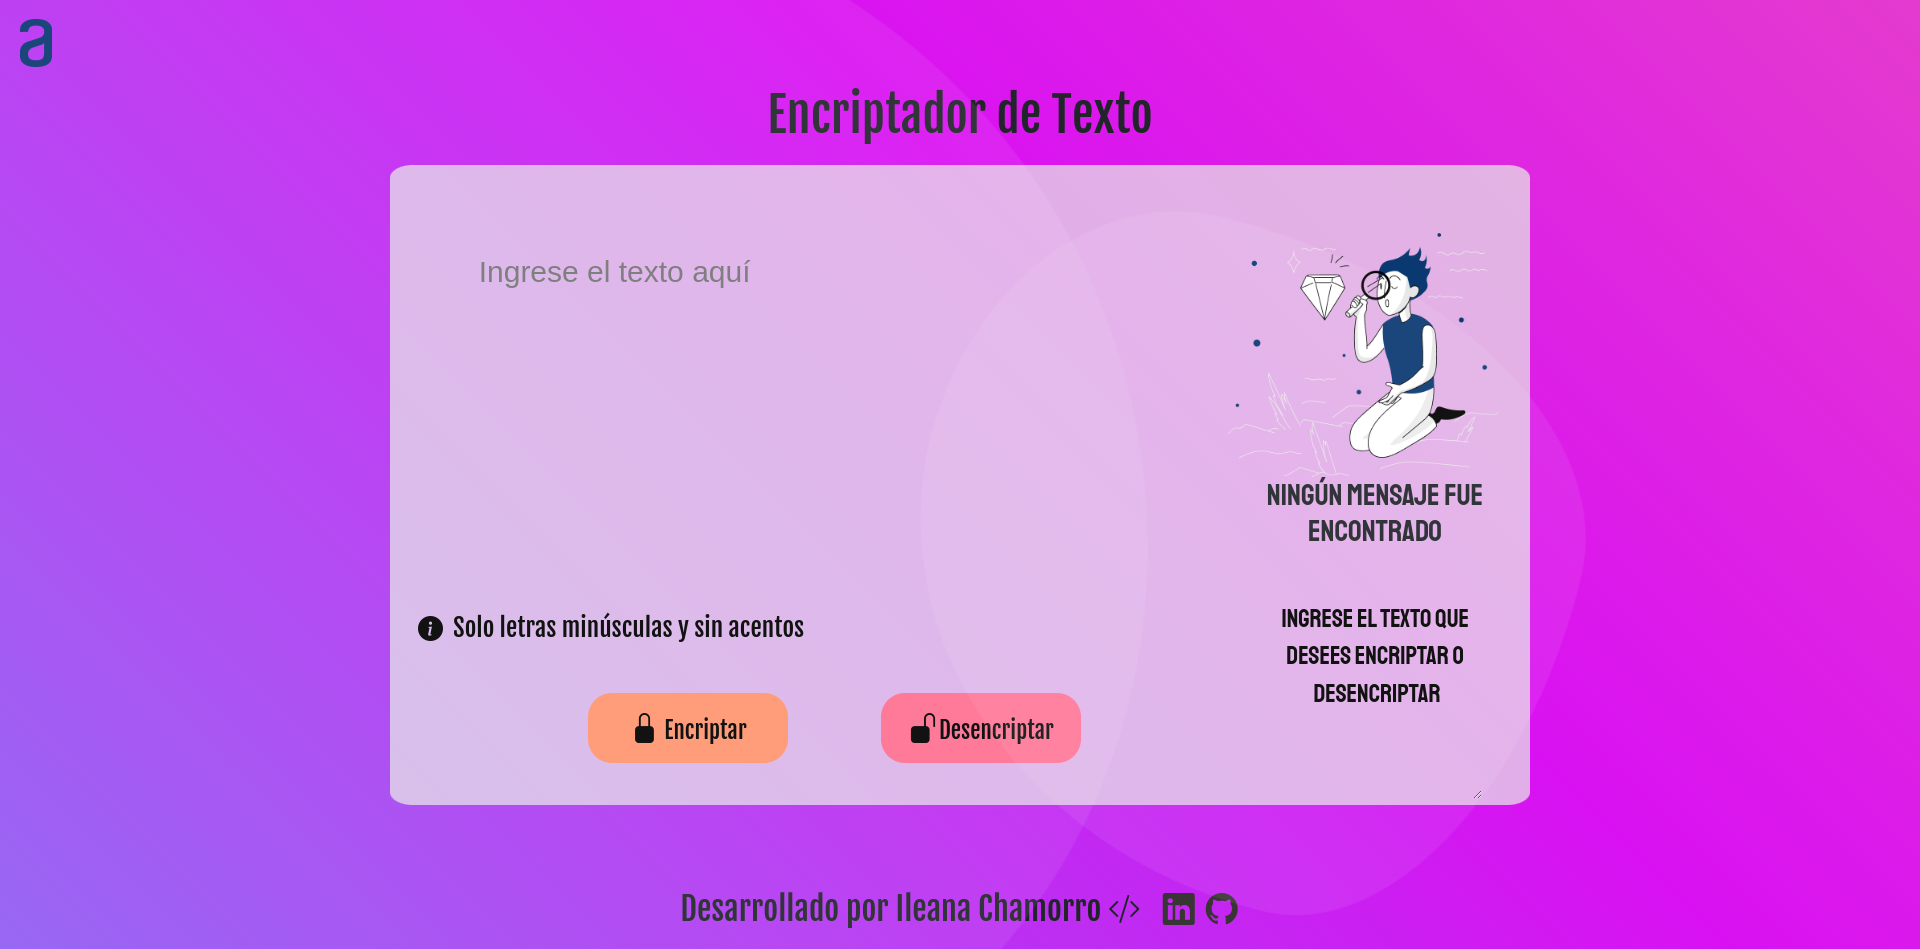 a
Encriptador de Texto
Ingrese el texto aquí
NINGÚN MENSAJE FUE
ENCONTRADO
Solo letras minúsculas y sin acentos
INGRESE EL TEXTO QUE
DESEES ENCRIPTAR O
DESENCRIPTAR
Encriptar
Desencriptar
Desarrollado por Ileana Chamorro </> in